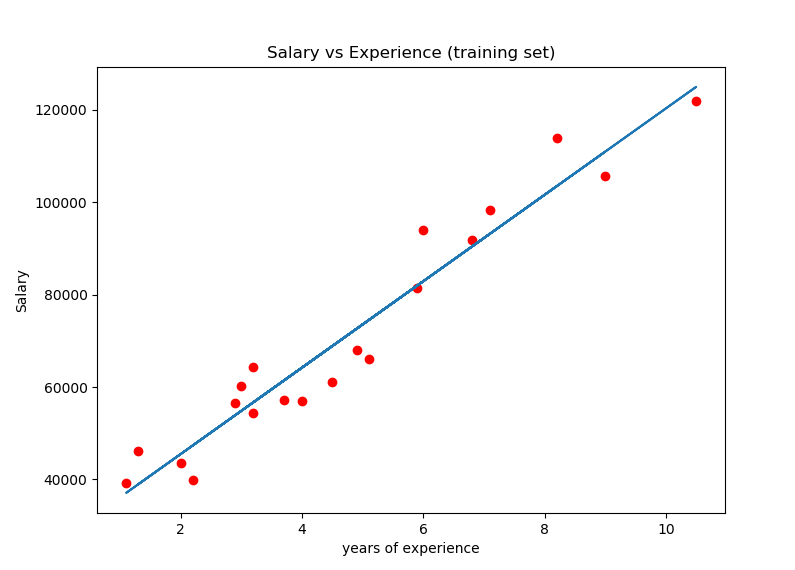 Salary vs Experience (training set)
120000
100000
80000
60000
40000
Salary
2 4 6 8 10
years of experience